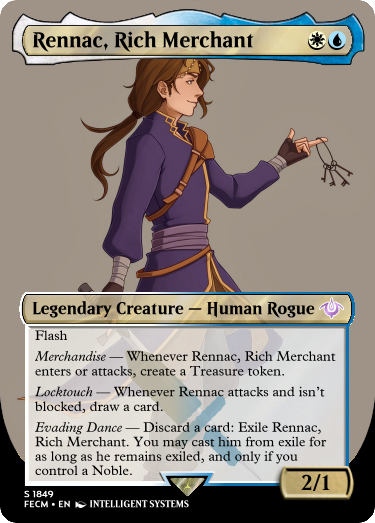 Rennac, Rich Merchant
Legendary Creature — Human Rogue
Flash
Merchandise — Whenever Rennac, Rich Merchant
enters or attacks, create a Treasure token.
Locktouch — Whenever Rennac attacks and isn't
blocked, draw a card.
Evading Dance — Discard a card: Exile Rennac,
Rich Merchant. You may cast him from exile for
as long as he remains exiled, and only if you
control a Noble.
2/1
S 1849
FECM • EN INTELLIGENT SYSTEMS